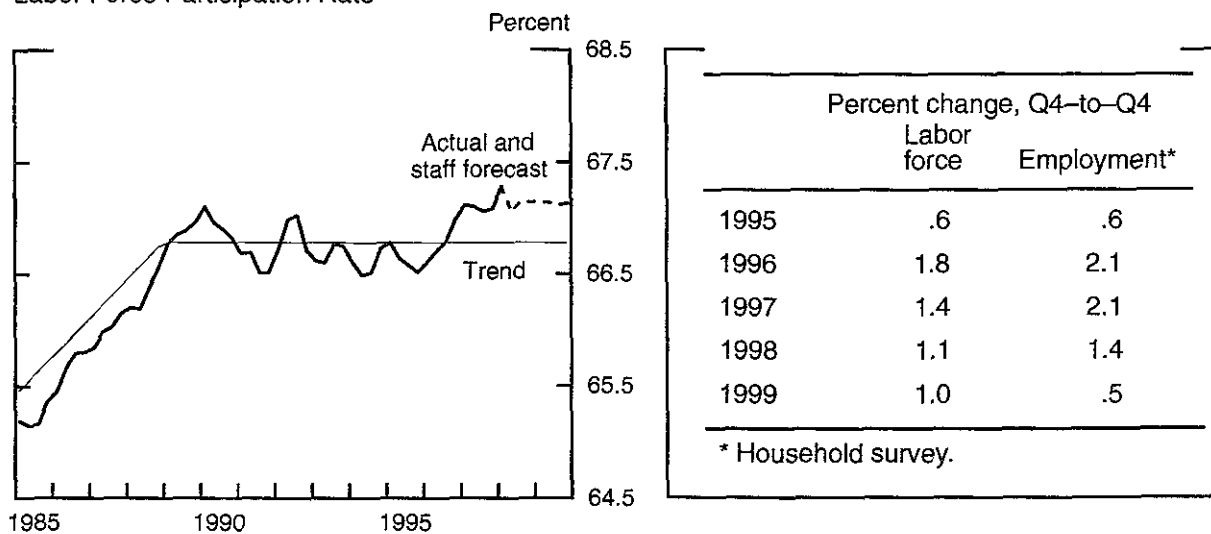 Labor Force Participation Rate
Percent
68.5
Actual and
staff forecast
67.5
Trend
66.5
65.5
64.5
1985 1990 1995
Percent change, Q4–to–Q4
Labor
force Employment*
1995 .6 .6
1996 1.8 2.1
1997 1.4 2.1
1998 1.1 1.4
1999 1.0 .5
* Household survey.